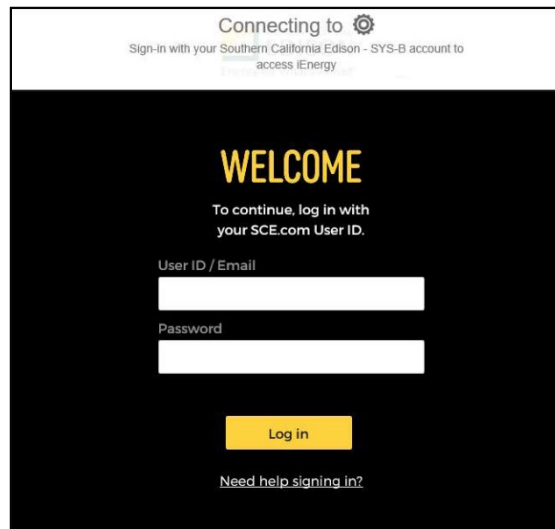 Connecting to
Sign-in with your Southern California Edison - SYS-B account to
access iEnergy
WELCOME
To continue, log in with
your SCE.com User ID.
User ID / Email
Password
Log in
Need help signing in?